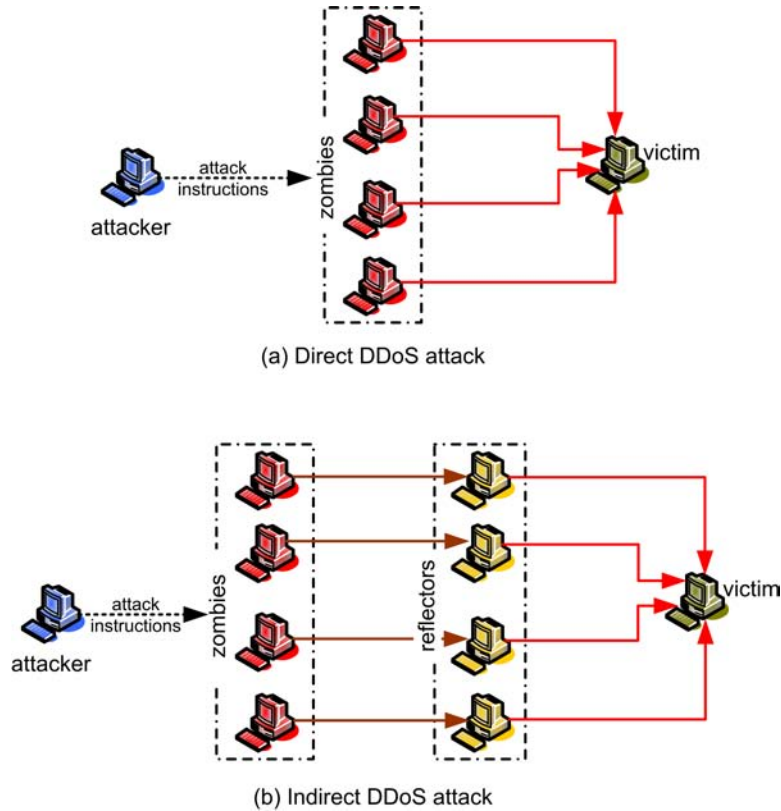 zombies
victim
attack
instructions
attacker
(a) Direct DDoS attack
zombies
reflectors
victim
attack
instructions
attacker
(b) Indirect DDoS attack